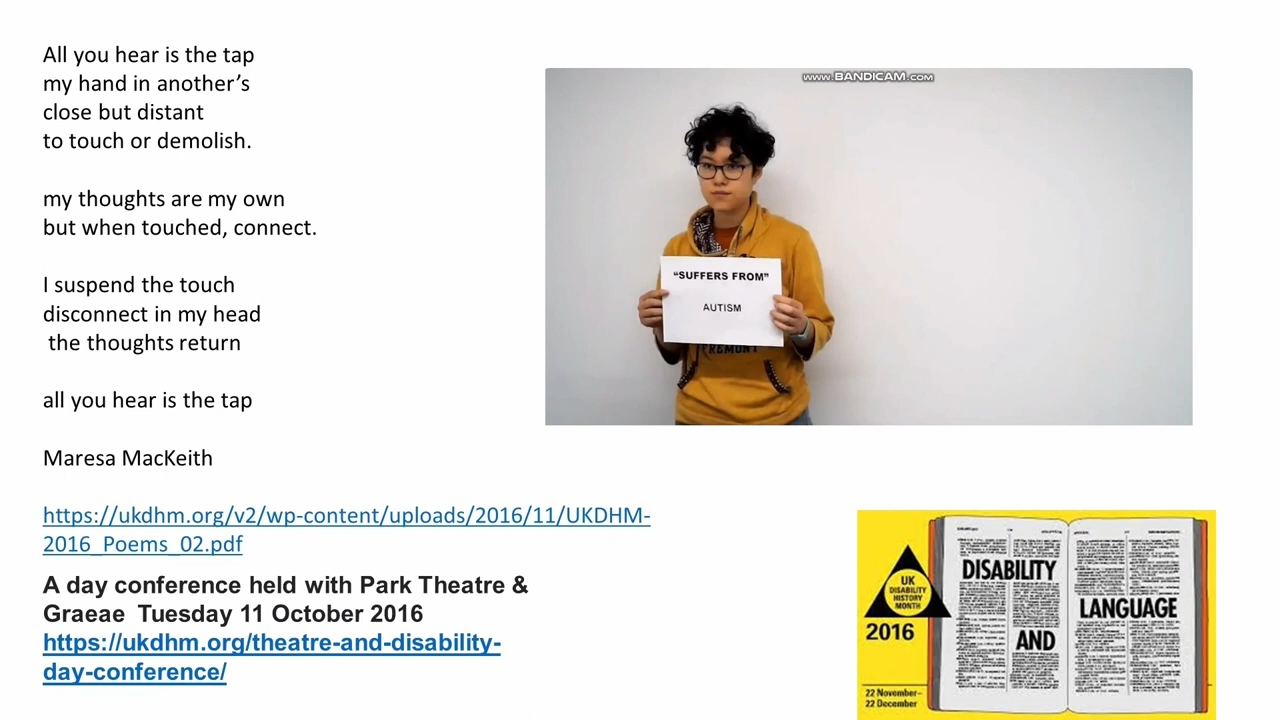 All you hear is the tap
my hand in another’s
close but distant
to touch or demolish.
my thoughts are my own
but when touched, connect.
I suspend the touch
disconnect in my head
the thoughts return
all you hear is the tap
Maresa MacKeith
https://ukdhm.org/v2/wp-content/uploads/2016/11/UKDHM-
2016_Poems_02.pdf
A day conference held with Park Theatre &
Graeae Tuesday 11 October 2016
https://ukdhm.org/theatre-and-disability-
day-conference/
www.BANDICAM.com
“SUFFERS FROM”
AUTISM
FREMONT
UK
DISABILITY
HISTORY
MONTH
2016
22 November–
22 December
DISABILITY
AND
LANGUAGE